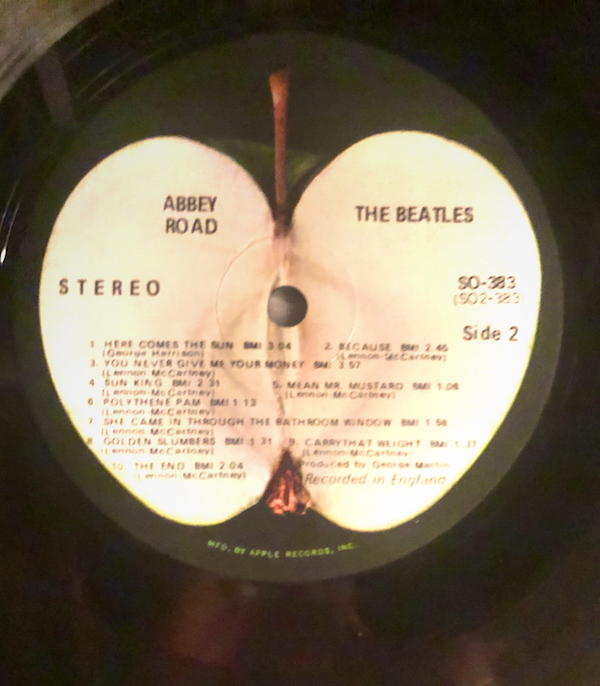 ABBEY
ROAD
THE BEATLES
STEREO
SO-383
(SO2-383)
Side 2
1. HERE COMES THE SUN BMI 3:04
(George Harrison)
2. BECAUSE BMI 2:45
(Lennon-McCartney)
3. YOU NEVER GIVE ME YOUR MONEY BMI 3:57
(Lennon-McCartney)
4. SUN KING BMI 2:31
(Lennon-McCartney)
5. MEAN MR. MUSTARD BMI 1:06
(Lennon-McCartney)
6. POLYTHENE PAM BMI 1:13
(Lennon-McCartney)
7. SHE CAME IN THROUGH THE BATHROOM WINDOW BMI 1:58
(Lennon-McCartney)
8. GOLDEN SLUMBERS BMI 1:31
(Lennon-McCartney)
9. CARRY THAT WEIGHT BMI 1:37
(Lennon-McCartney)
10. THE END BMI 2:04
(Lennon-McCartney)
Produced by George Martin
Recorded in England
MFD. BY APPLE RECORDS, INC.